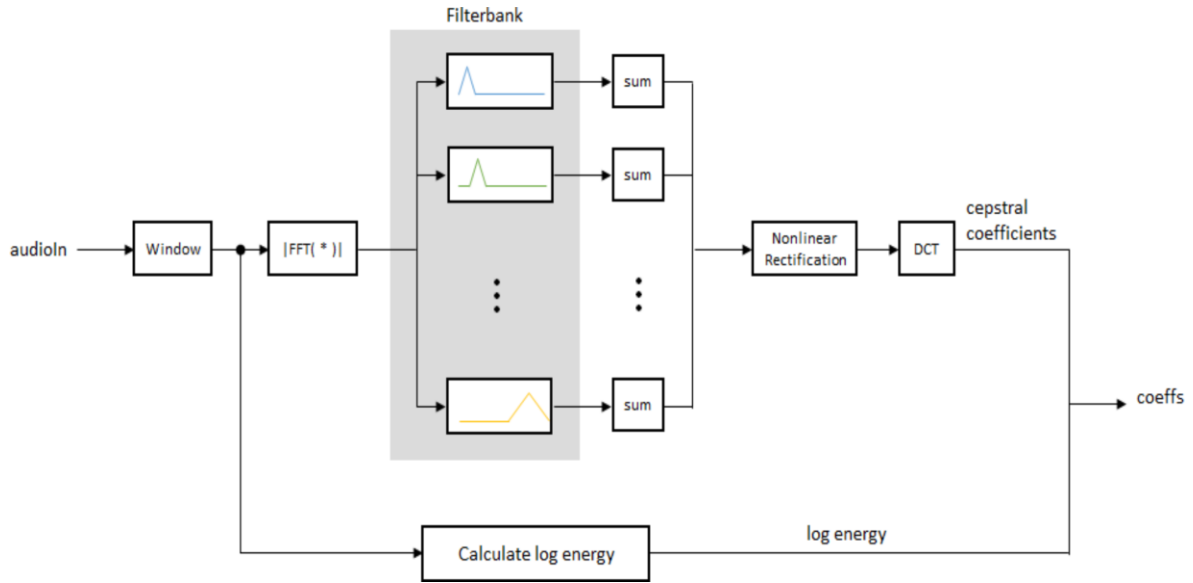 Filterbank
sum
sum
audioIn
Window
|FFT( * )|
Nonlinear
Rectification
DCT
cepstral
coefficients
sum
coeffs
Calculate log energy
log energy